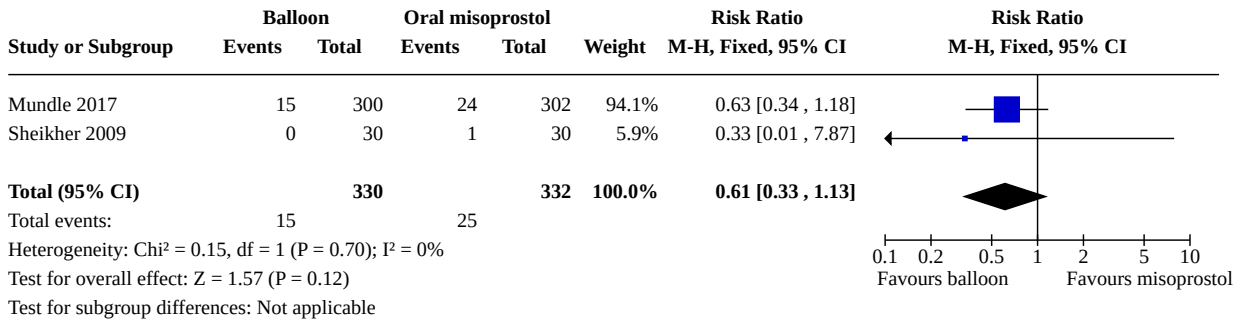 Balloon Oral misoprostol Risk Ratio Risk Ratio
Study or Subgroup Events Total Events Total Weight M-H, Fixed, 95% CI M-H, Fixed, 95% CI
Mundle 2017 15 300 24 302 94.1% 0.63 [0.34 , 1.18]
Sheikher 2009 0 30 1 30 5.9% 0.33 [0.01 , 7.87]
Total (95% CI) 330 332 100.0% 0.61 [0.33 , 1.13]
Total events: 15 25
Heterogeneity: Chi² = 0.15, df = 1 (P = 0.70); I² = 0%
0.1 0.2 0.5 1 2 5 10
Test for overall effect: Z = 1.57 (P = 0.12)
Favours balloon Favours misoprostol
Test for subgroup differences: Not applicable